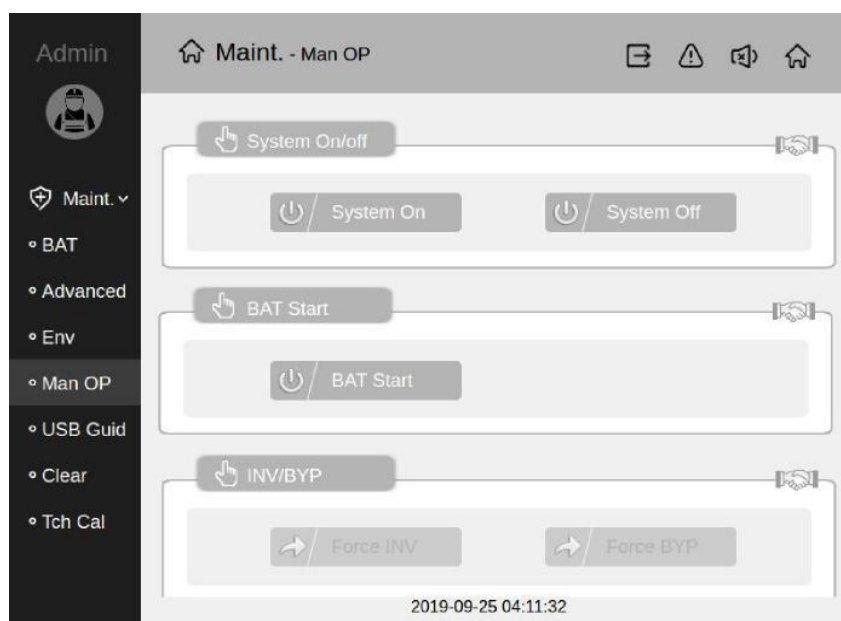 Admin
Maint. - Man OP
Maint.
BAT
Advanced
Env
Man OP
USB Guid
Clear
Tch Cal
System On/off
System On
System Off
BAT Start
BAT Start
INV/BYP
Force INV
Force BYP
2019-09-25 04:11:32